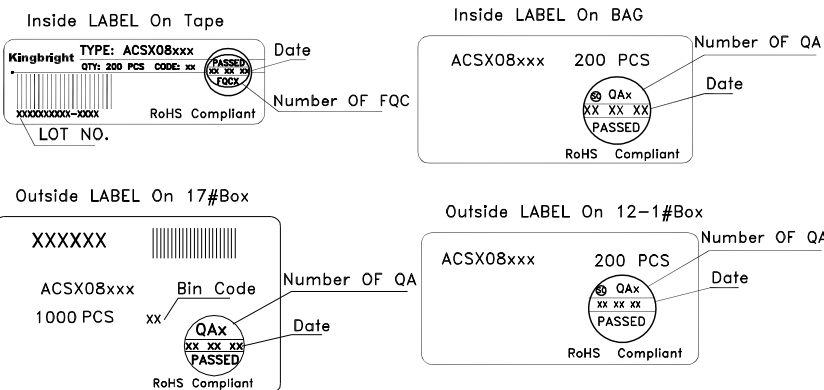 Inside LABEL On Tape
Kingbright
TYPE: ACSX08xxx
QTY: 200 PCS CODE: xx
PASSED
XX XX XX
FQCX
Date
Number OF FQC
XXXXXXXXXX-XXXX
RoHS Compliant
LOT NO.
Inside LABEL On BAG
ACSX08xxx 200 PCS
Number OF QA
QAx
Date
XX XX XX
PASSED
RoHS Compliant
Outside LABEL On 17#Box
XXXXXX
ACSX08xxx
Bin Code
1000 PCS
xx
Number OF QA
QAx
Date
XX XX XX
PASSED
RoHS Compliant
Outside LABEL On 12-1#Box
ACSX08xxx 200 PCS
Number OF QA
QAx
Date
XX XX XX
PASSED
RoHS Compliant